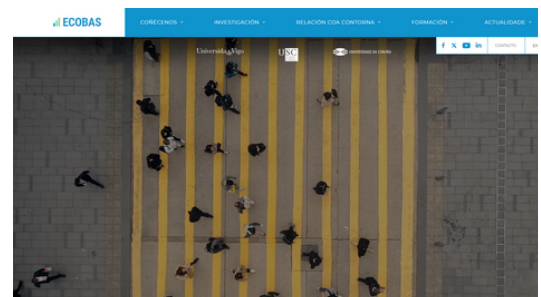 ECOBAS
COÑÉCENOS
INVESTIGACIÓN
RELACIÓN COA CONTORNA
FORMACIÓN
ACTUALIDADE
UniversidadeVigo
USC
UNIVERSIDADE DA CORUÑA
CONTACTO